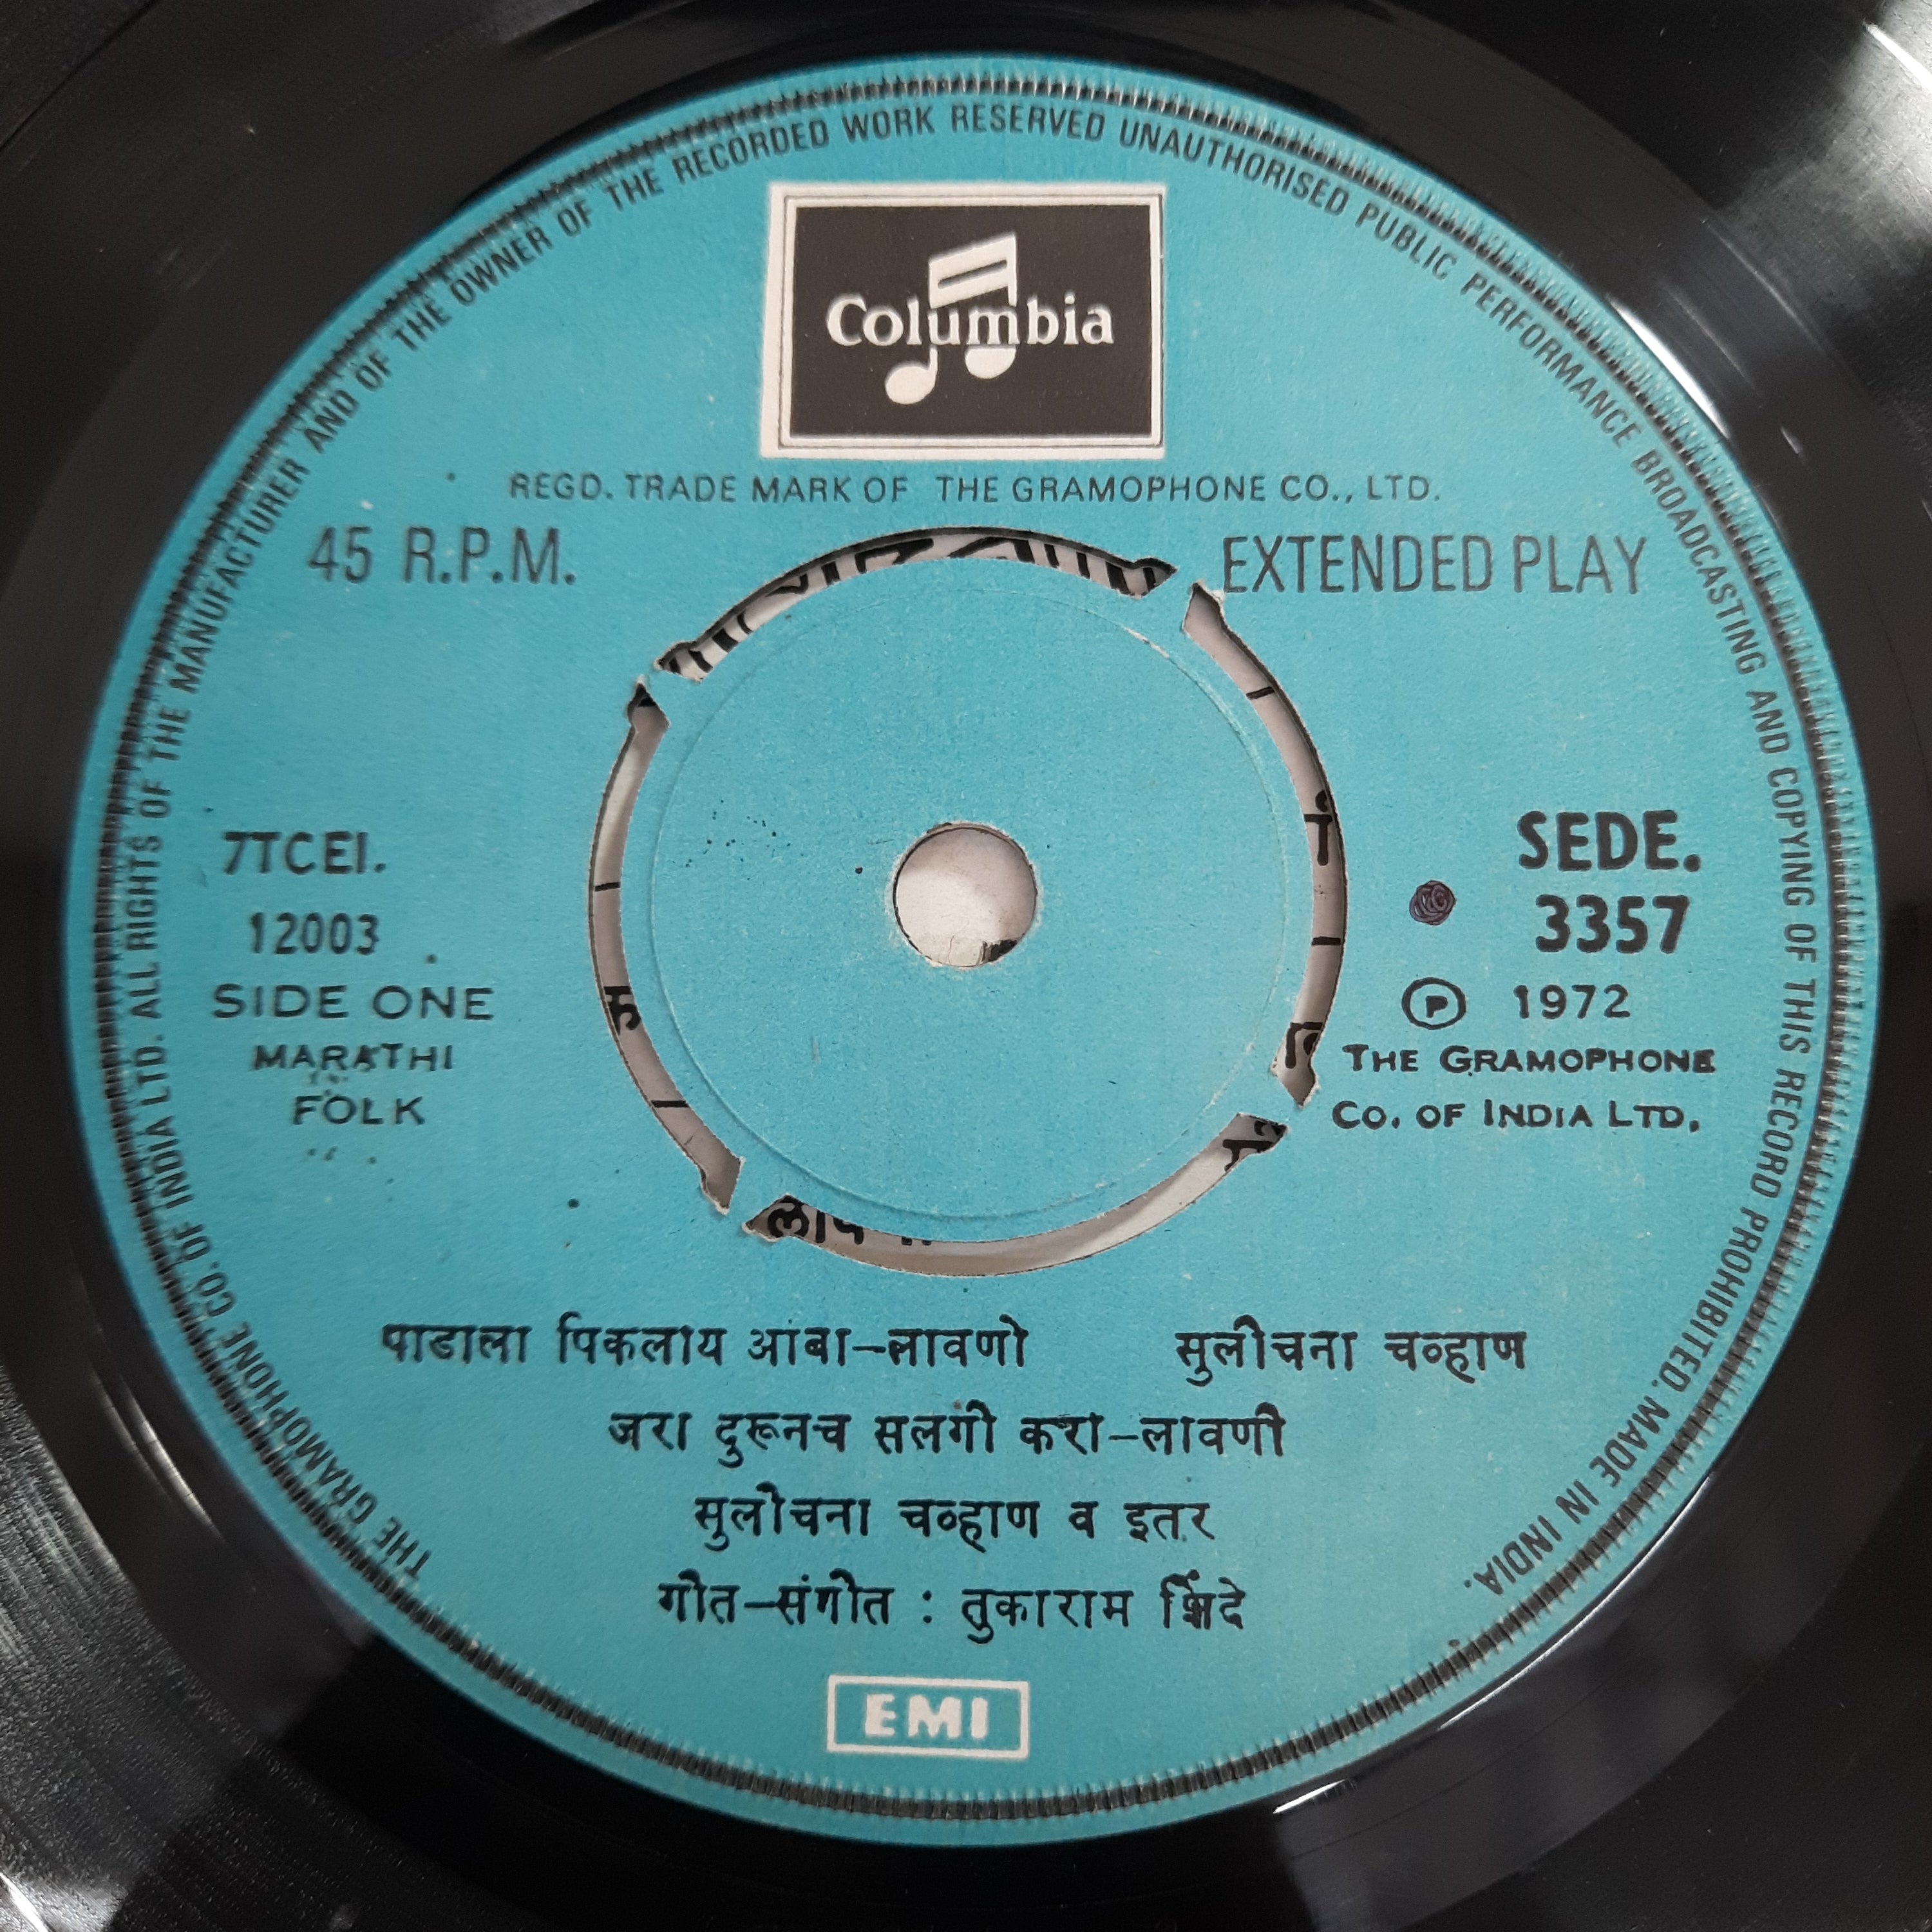 THE GRAMOPHONE CO. OF INDIA LTD. ALL RIGHTS OF THE MANUFACTURER AND OF THE OWNER OF THE RECORDED WORK RESERVED UNAUTHORISED PUBLIC PERFORMANCE BROADCASTING AND COPYING OF THIS RECORD PROHIBITED. MADE IN INDIA.
Columbia
REGD. TRADE MARK OF THE GRAMOPHONE CO., LTD.
45 R.P.M.
EXTENDED PLAY
7TCEI.
12003
SIDE ONE
MARATHI
FOLK
SEDE.
3357
Ⓟ 1972
THE GRAMOPHONE
CO. OF INDIA LTD.
पाडाला पिकलाय आंबा–लावणी सुलोचना चव्हाण
जरा दुरूनच सलगी करा–लावणी
सुलोचना चव्हाण व इतर
गीत–संगीत : तुकाराम शिंदे
EMI